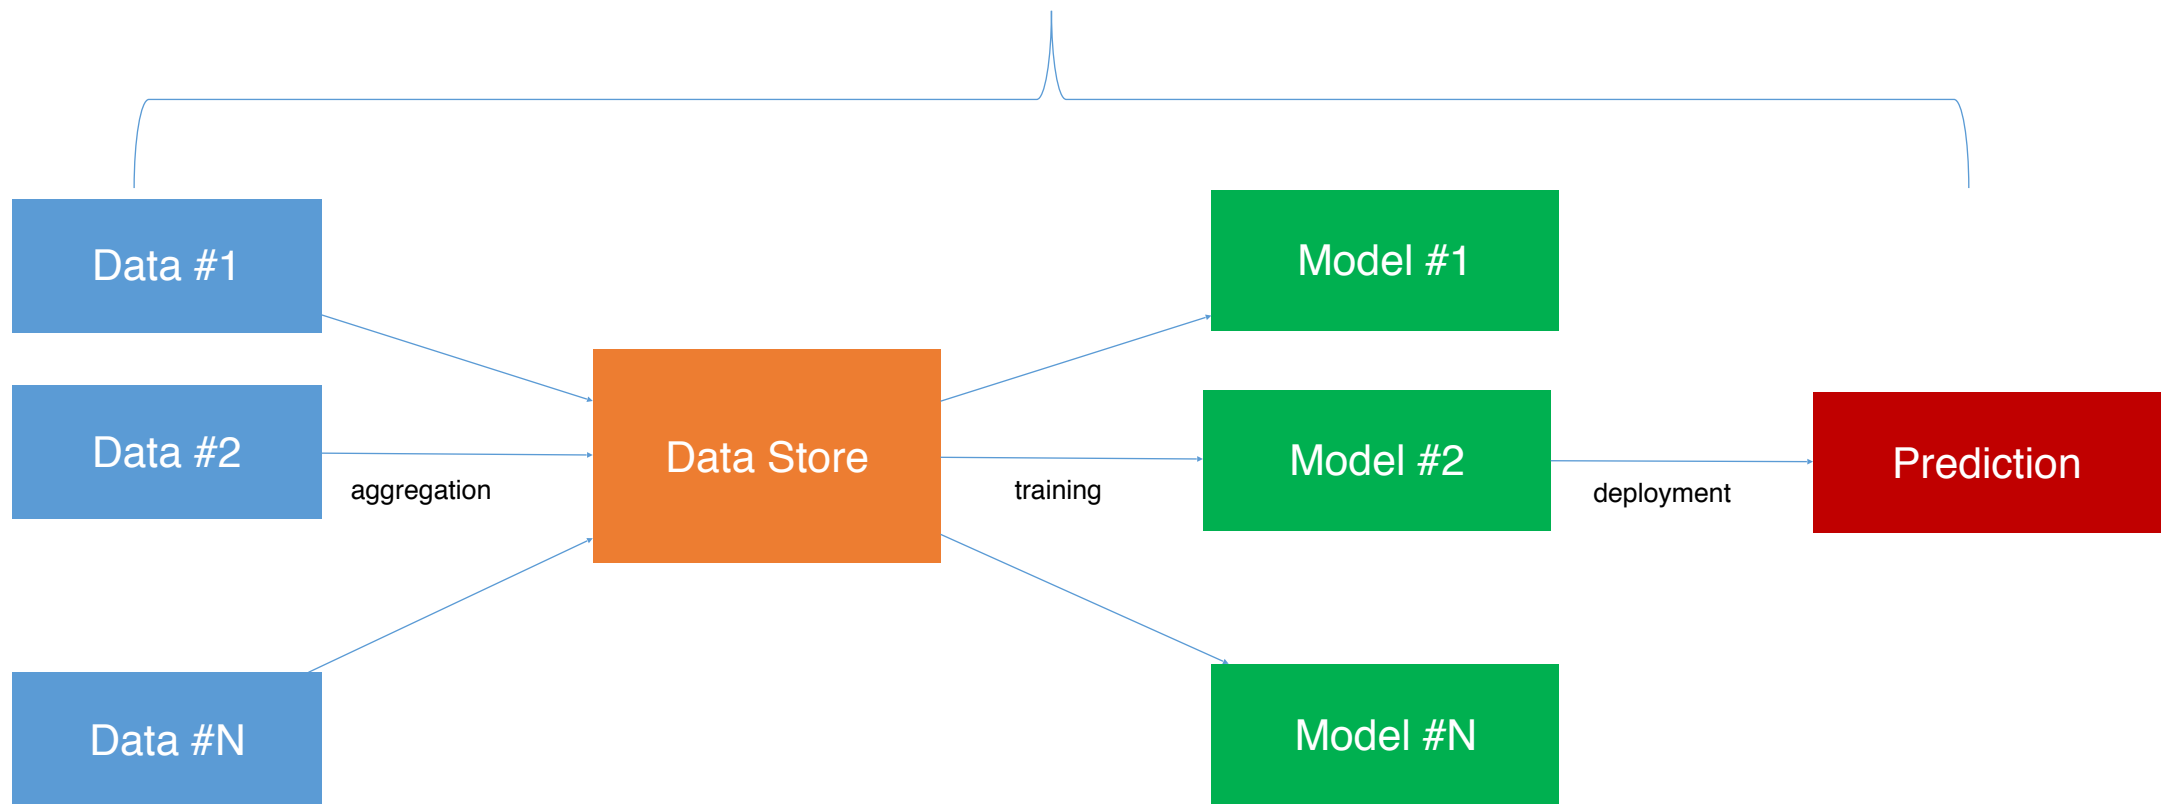 Data #1
Data #2
Data #N
aggregation
Data Store
training
Model #1
Model #2
Model #N
deployment
Prediction